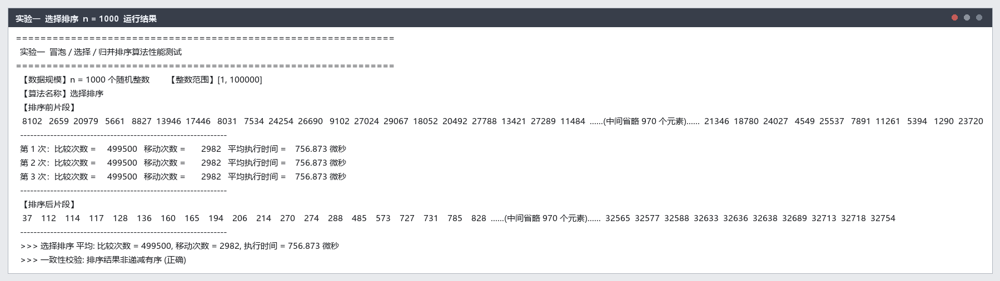 实验一  选择排序  n = 1000  运行结果
==============================================================
实验一  冒泡 / 选择 / 归并排序算法性能测试
==============================================================
【数据规模】n = 1000 个随机整数    【整数范围】[1, 100000]
【算法名称】选择排序
【排序前片段】
8102   2659  20979   5661   8827  13946  17446   8031   7534  24254  26690   9102  27024  29067  18052  20492  27788  13421  27289  11484  ......(中间省略 970 个元素)......  21346  18780  24027   4549  25537   7891  11261   5394   1290  23720
--------------------------------------------------------------
第 1 次:  比较次数 =     499500   移动次数 =       2982   平均执行时间 =    756.873 微秒
第 2 次:  比较次数 =     499500   移动次数 =       2982   平均执行时间 =    756.873 微秒
第 3 次:  比较次数 =     499500   移动次数 =       2982   平均执行时间 =    756.873 微秒
--------------------------------------------------------------
【排序后片段】
37    112    114    117    128    136    160    165    194    206    214    270    274    288    485    573    727    731    785    828  ......(中间省略 970 个元素)......  32565  32577  32588  32633  32636  32638  32689  32713  32718  32754
--------------------------------------------------------------
>>> 选择排序 平均: 比较次数 = 499500, 移动次数 = 2982, 执行时间 = 756.873 微秒
>>> 一致性校验: 排序结果非递减有序 (正确)